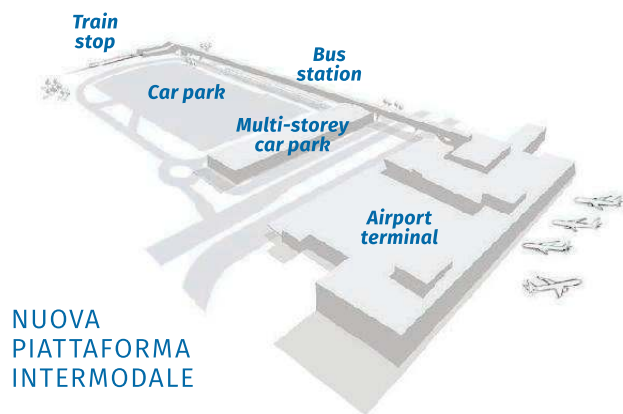 Train
stop
Bus
station
Car park
Multi-storey
car park
Airport
terminal
NUOVA
PIATTAFORMA
INTERMODALE